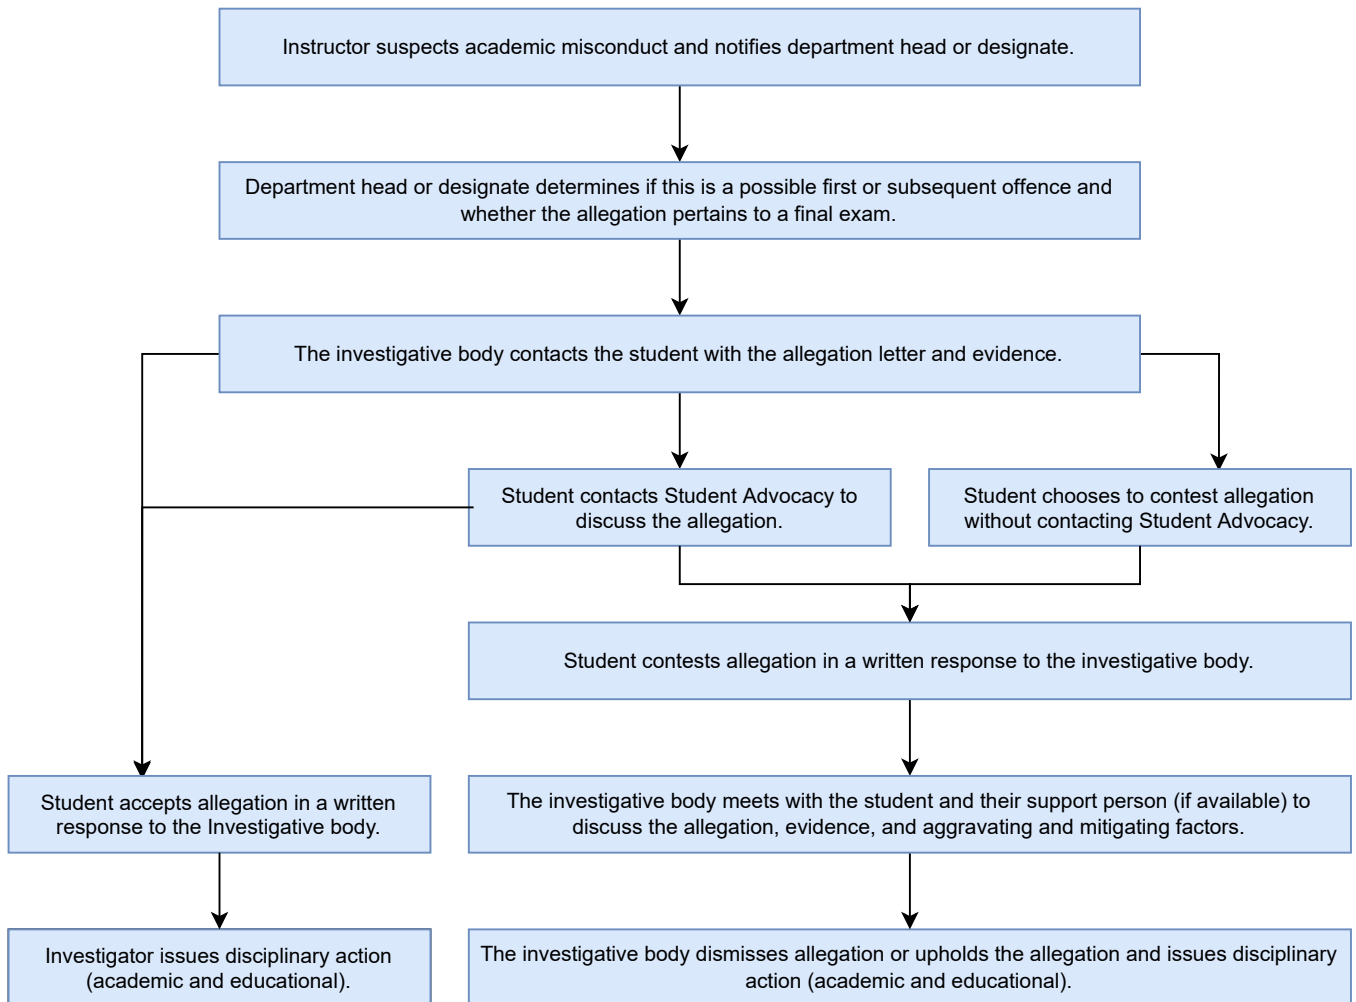 Instructor suspects academic misconduct and notifies department head or designate.
Department head or designate determines if this is a possible first or subsequent offence and
whether the allegation pertains to a final exam.
The investigative body contacts the student with the allegation letter and evidence.
Student contacts Student Advocacy to
discuss the allegation.
Student chooses to contest allegation
without contacting Student Advocacy.
Student contests allegation in a written response to the investigative body.
Student accepts allegation in a written
response to the Investigative body.
The investigative body meets with the student and their support person (if available) to
discuss the allegation, evidence, and aggravating and mitigating factors.
Investigator issues disciplinary action
(academic and educational).
The investigative body dismisses allegation or upholds the allegation and issues disciplinary
action (academic and educational).